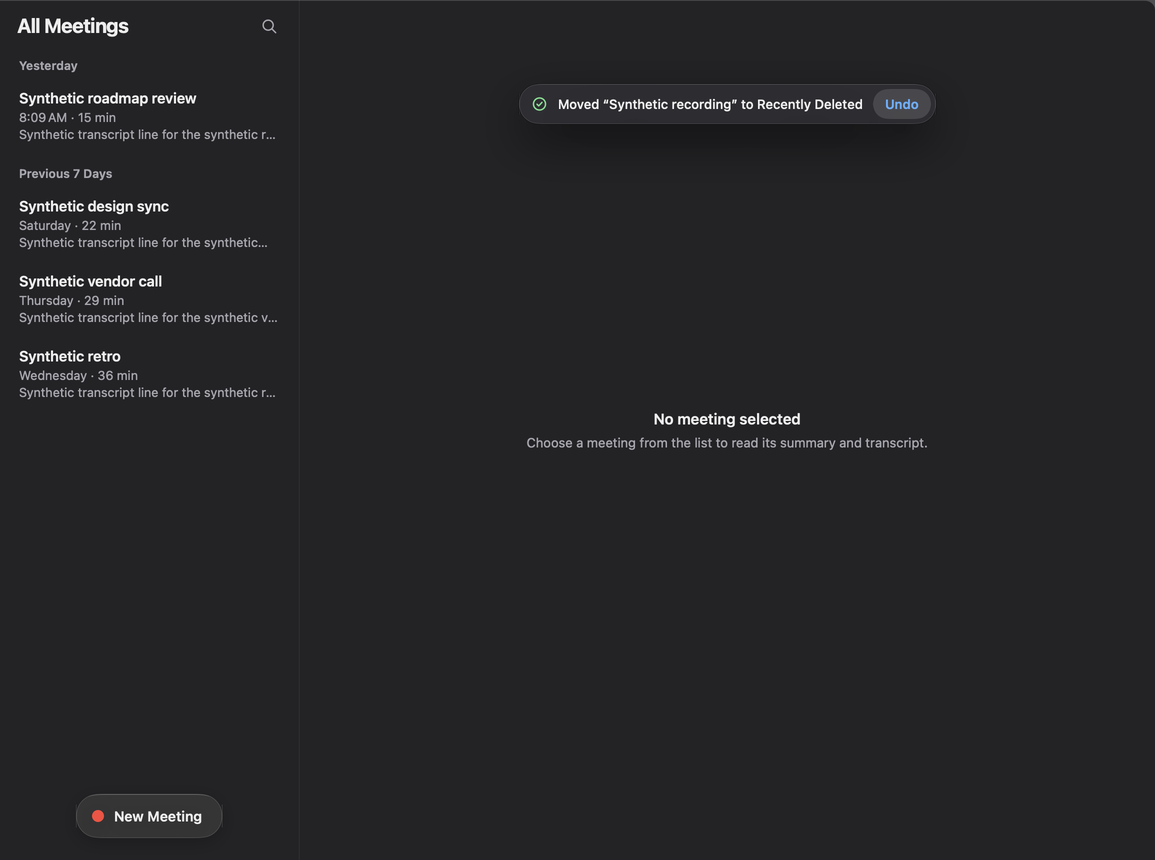 All Meetings
Yesterday
Synthetic roadmap review
8:09 AM · 15 min
Synthetic transcript line for the synthetic r...
Previous 7 Days
Synthetic design sync
Saturday · 22 min
Synthetic transcript line for the synthetic...
Synthetic vendor call
Thursday · 29 min
Synthetic transcript line for the synthetic v...
Synthetic retro
Wednesday · 36 min
Synthetic transcript line for the synthetic r...
New Meeting
Moved “Synthetic recording” to Recently Deleted Undo
No meeting selected
Choose a meeting from the list to read its summary and transcript.